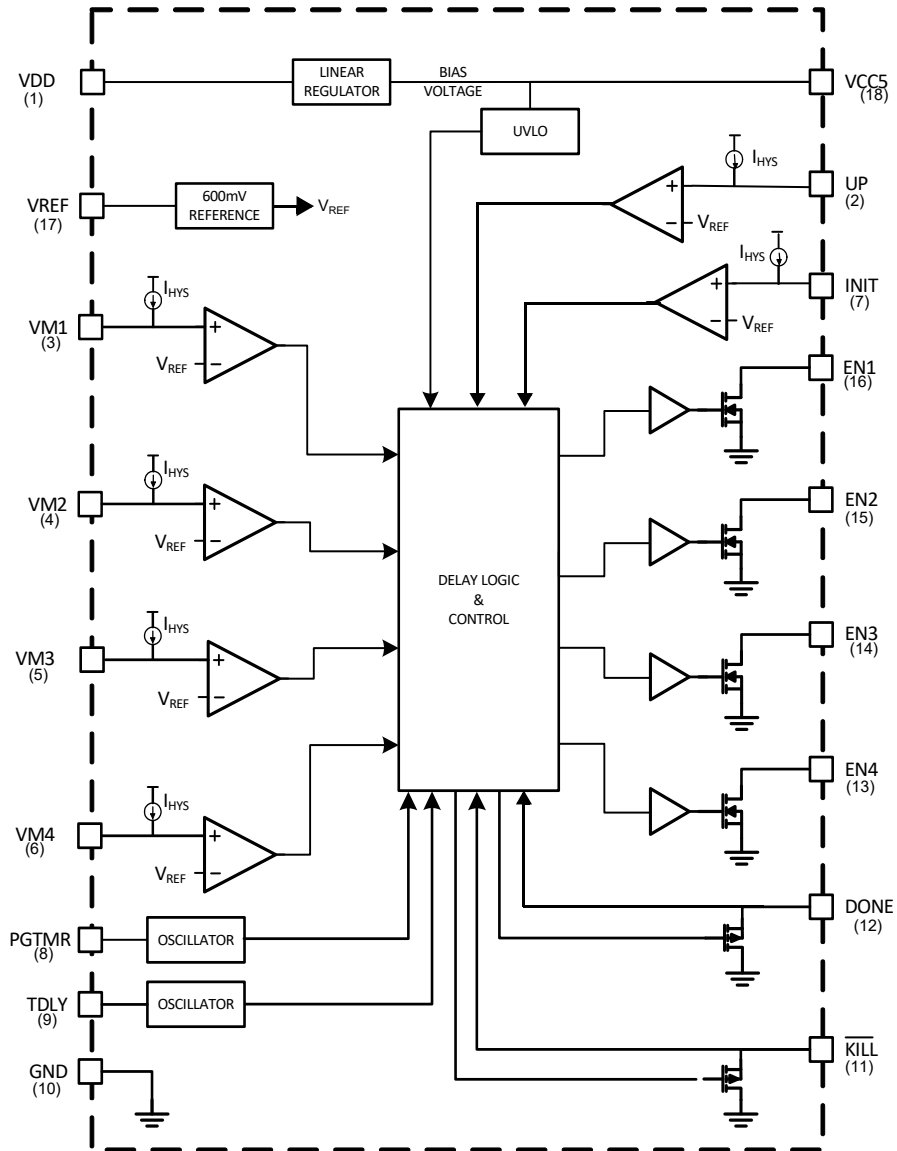 VDD
(1)
LINEAR
REGULATOR
BIAS
VOLTAGE
VCC5
(18)
UVLO
VREF
(17)
600mV
REFERENCE
VREF
IHYS
+
−
VREF
UP
(2)
IHYS
+
−
VREF
INIT
(7)
VM1
(3)
IHYS
+
VREF
−
EN1
(16)
VM2
(4)
IHYS
+
VREF
−
EN2
(15)
DELAY LOGIC
&
CONTROL
VM3
(5)
IHYS
+
VREF
−
EN3
(14)
VM4
(6)
IHYS
+
VREF
−
EN4
(13)
PGTMR
(8)
OSCILLATOR
DONE
(12)
TDLY
(9)
OSCILLATOR
GND
(10)
KILL
(11)